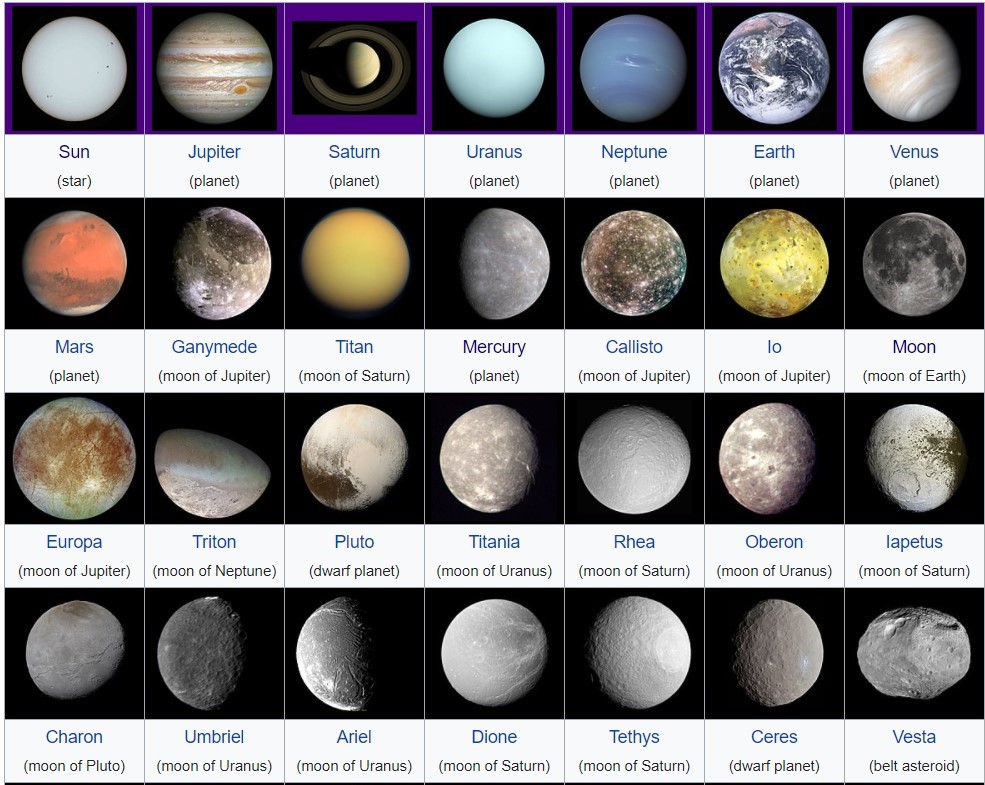 Sun Jupiter Saturn Uranus Neptune Earth Venus
(star) (planet) (planet) (planet) (planet) (planet) (planet)
Mars Ganymede Titan Mercury Callisto Io Moon
(planet) (moon of Jupiter) (moon of Saturn) (planet) (moon of Jupiter) (moon of Jupiter) (moon of Earth)
Europa Triton Pluto Titania Rhea Oberon Iapetus
(moon of Jupiter) (moon of Neptune) (dwarf planet) (moon of Uranus) (moon of Saturn) (moon of Uranus) (moon of Saturn)
Charon Umbriel Ariel Dione Tethys Ceres Vesta
(moon of Pluto) (moon of Uranus) (moon of Uranus) (moon of Saturn) (moon of Saturn) (dwarf planet) (belt asteroid)